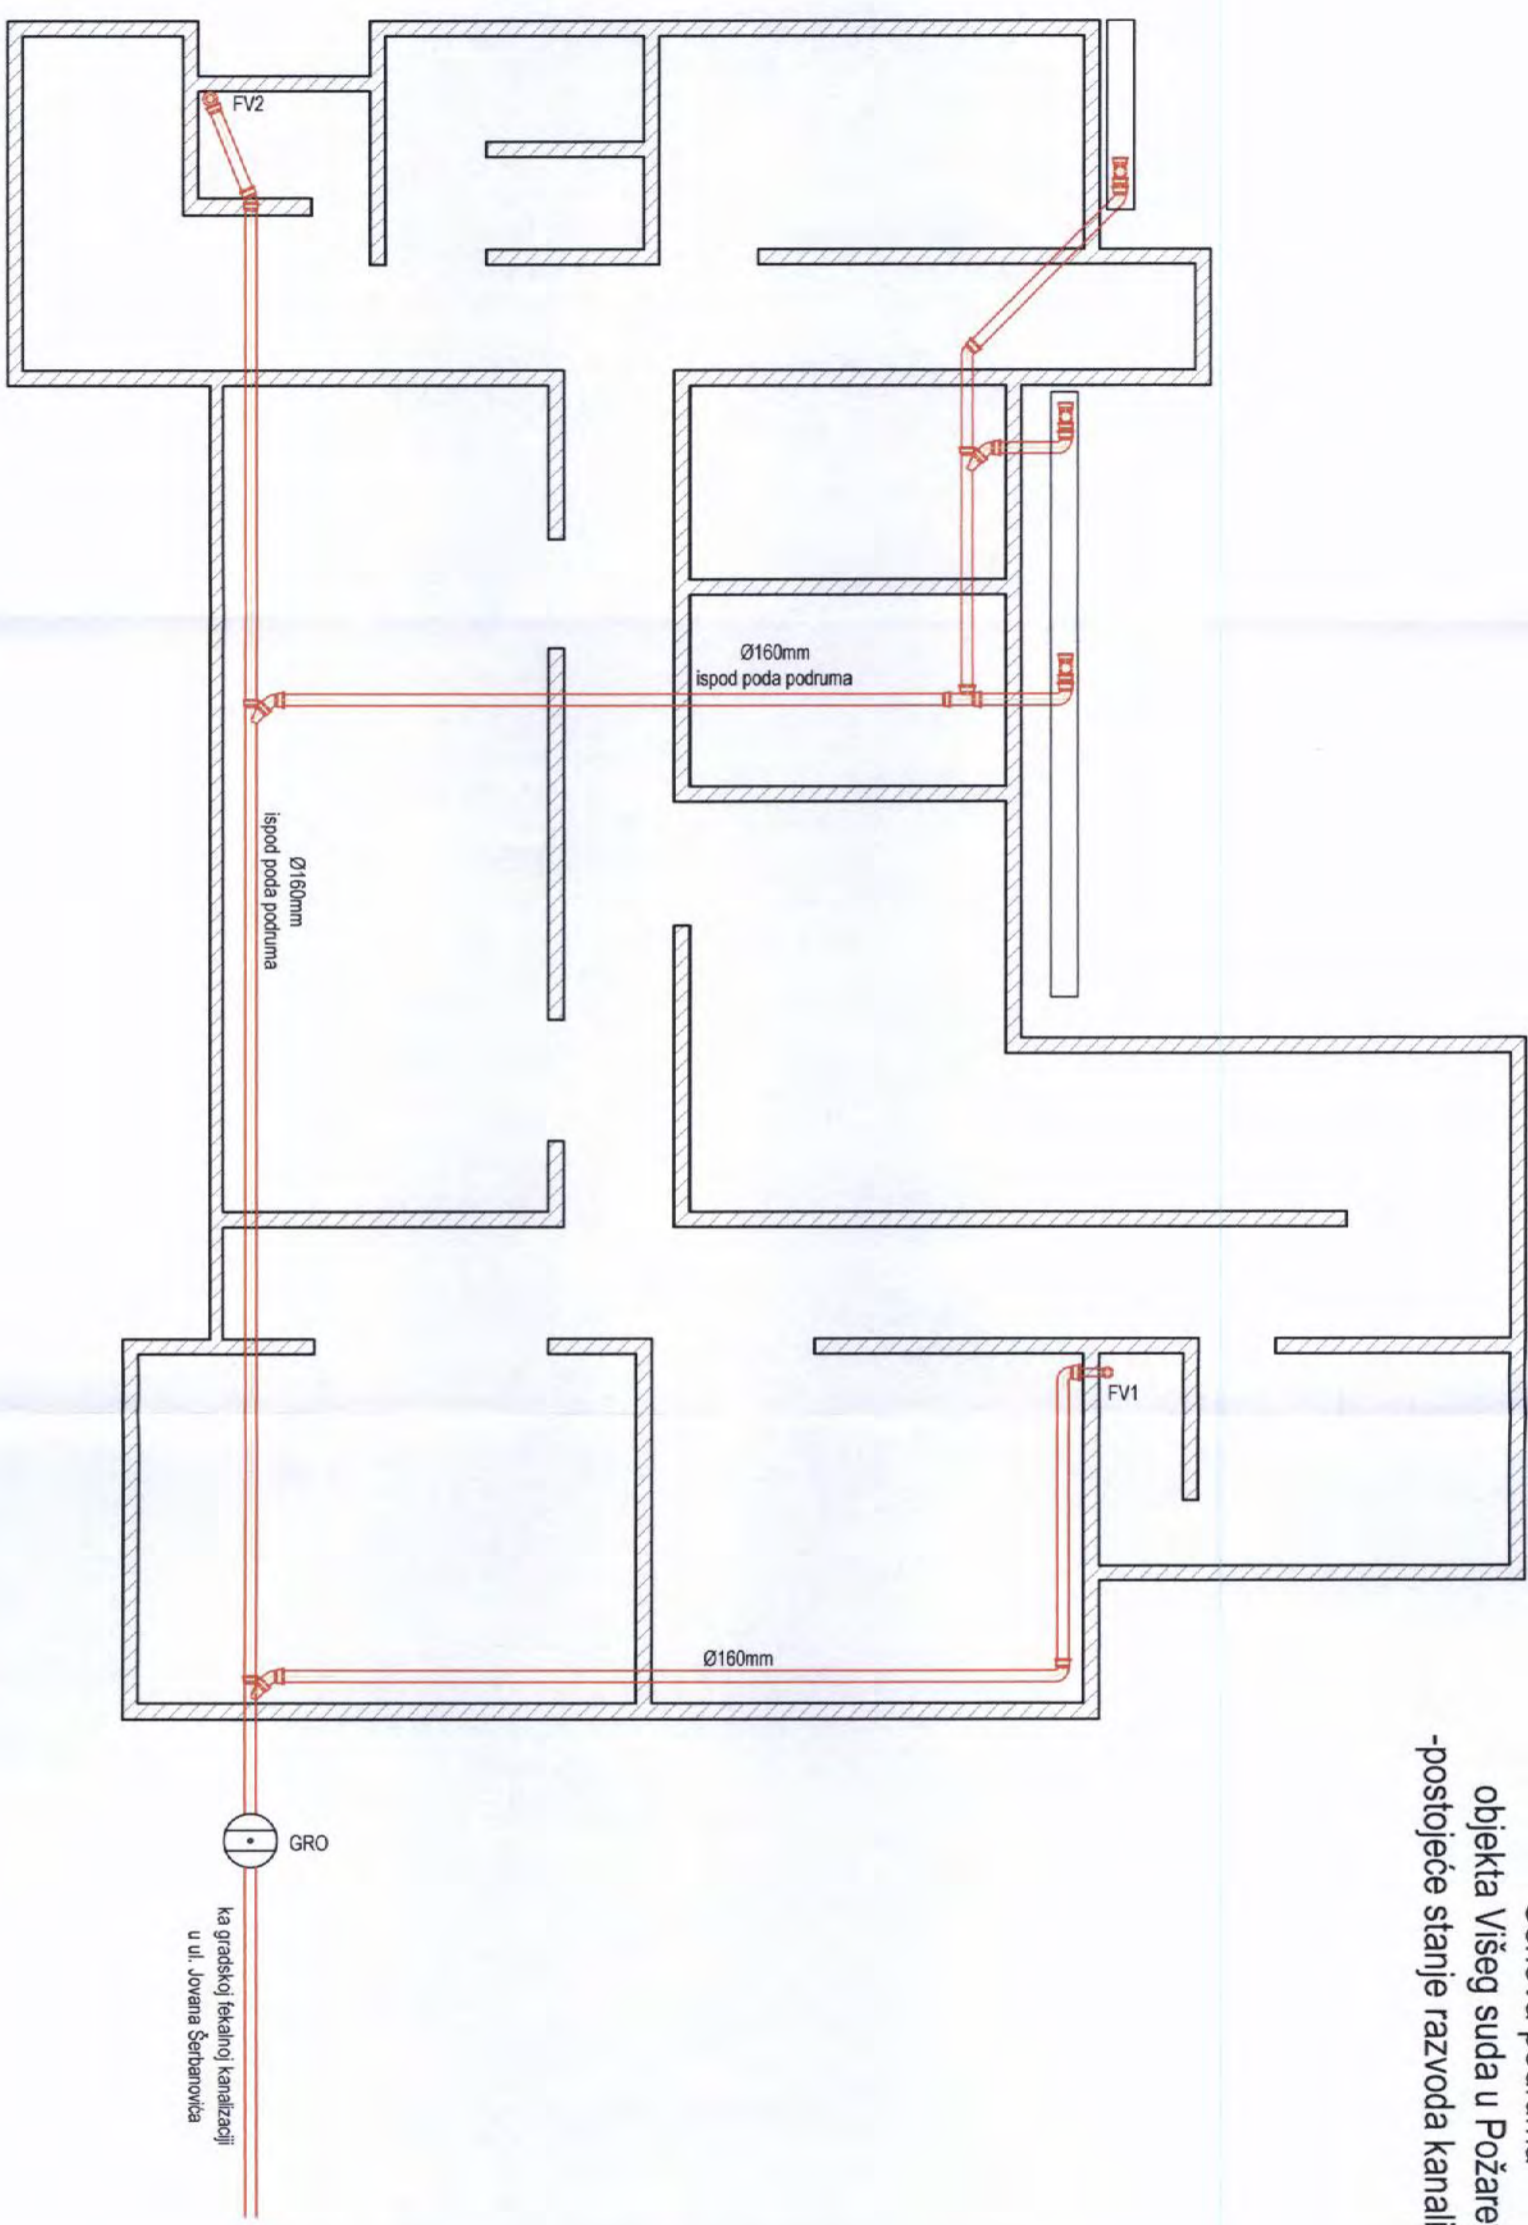 objekta Višeg suda u Požare
-postojeće stanje razvoda kanali
FV2
Ø160mm
ispod poda podruma
Ø160mm
ispod poda podruma
FV1
Ø160mm
GRO
ka gradskoj fekalnoj kanalizaciji
u ul. Jovana Šerbanovića